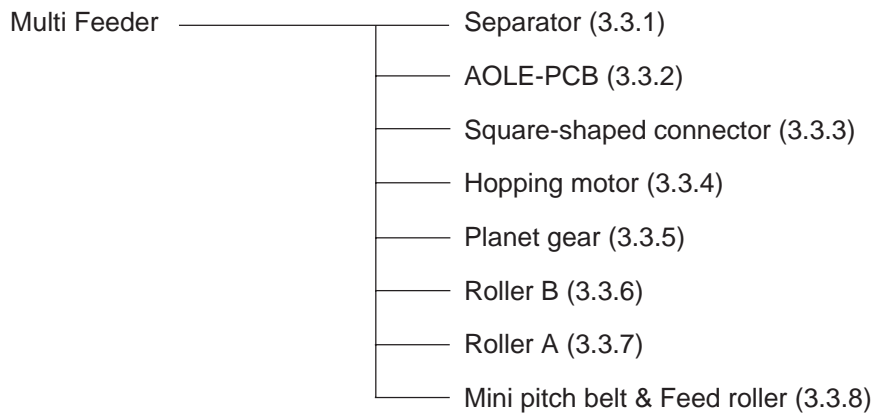 Multi Feeder
Separator (3.3.1)
AOLE-PCB (3.3.2)
Square-shaped connector (3.3.3)
Hopping motor (3.3.4)
Planet gear (3.3.5)
Roller B (3.3.6)
Roller A (3.3.7)
Mini pitch belt & Feed roller (3.3.8)